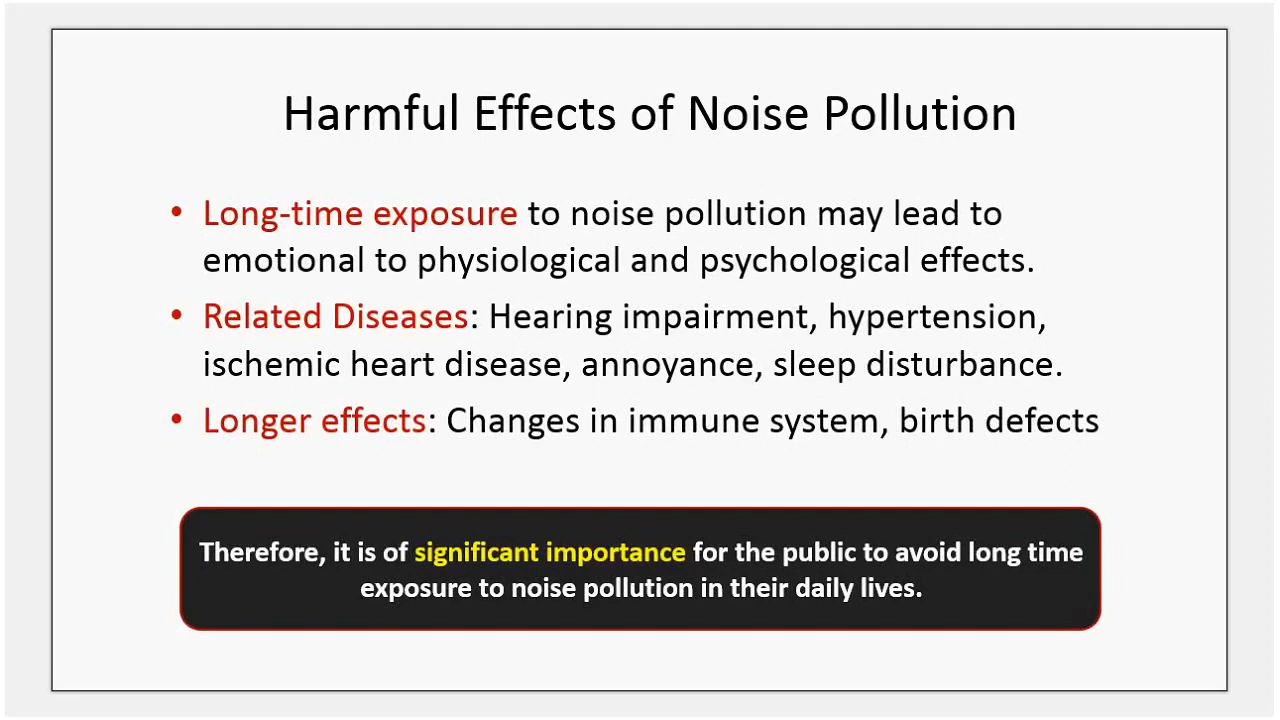 Harmful Effects of Noise Pollution
• Long-time exposure to noise pollution may lead to
emotional to physiological and psychological effects.
• Related Diseases: Hearing impairment, hypertension,
ischemic heart disease, annoyance, sleep disturbance.
• Longer effects: Changes in immune system, birth defects
Therefore, it is of significant importance for the public to avoid long time
exposure to noise pollution in their daily lives.